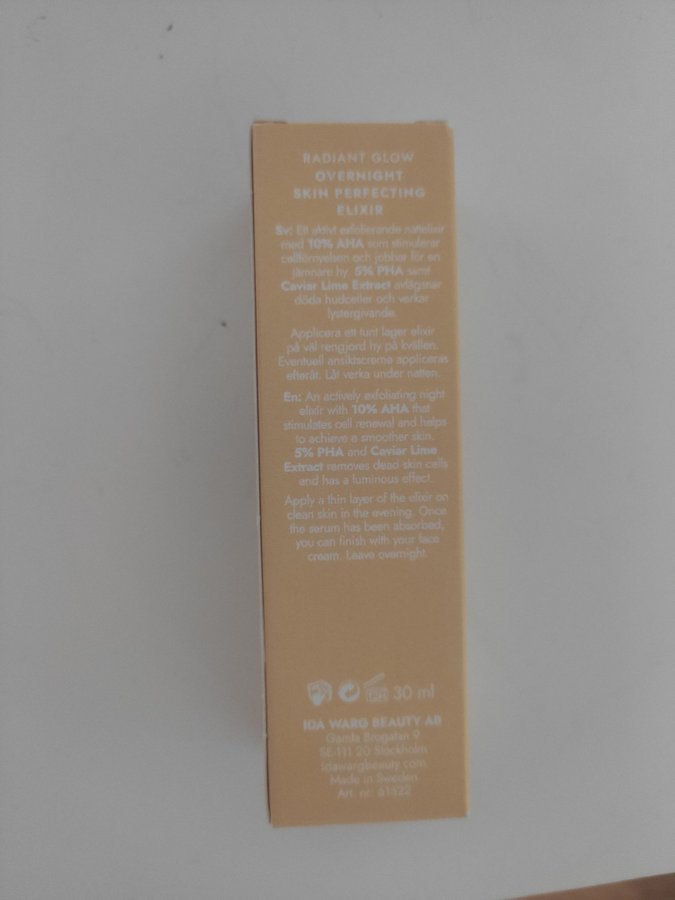 RADIANT GLOW
OVERNIGHT
SKIN PERFECTING
ELIXIR
Sv: Ett aktivt exfolierande nattelixir
med 10% AHA som stimulerar
cellförnyelsen och jobbar för en
jämnare hy. 5% PHA samt
Caviar Lime Extract avlägsnar
döda hudceller och verkar
lystergivande.
Applicera ett tunt lager elixir
på väl rengjord hy på kvällen.
Eventuell ansiktscreme appliceras
efteråt. Låt verka under natten.
En: An actively exfoliating night
elixir with 10% AHA that
stimulates cell renewal and helps
to achieve a smoother skin.
5% PHA and Caviar Lime
Extract removes dead skin cells
and has a luminous effect.
Apply a thin layer of the elixir on
clean skin in the evening. Once
the serum has been absorbed,
you can finish with your face
cream. Leave overnight.
30 ml
IDA WARG BEAUTY AB
Gamla Brogatan 9
SE-111 20 Stockholm
idawargbeauty.com
Made in Sweden
Art. nr: 61422